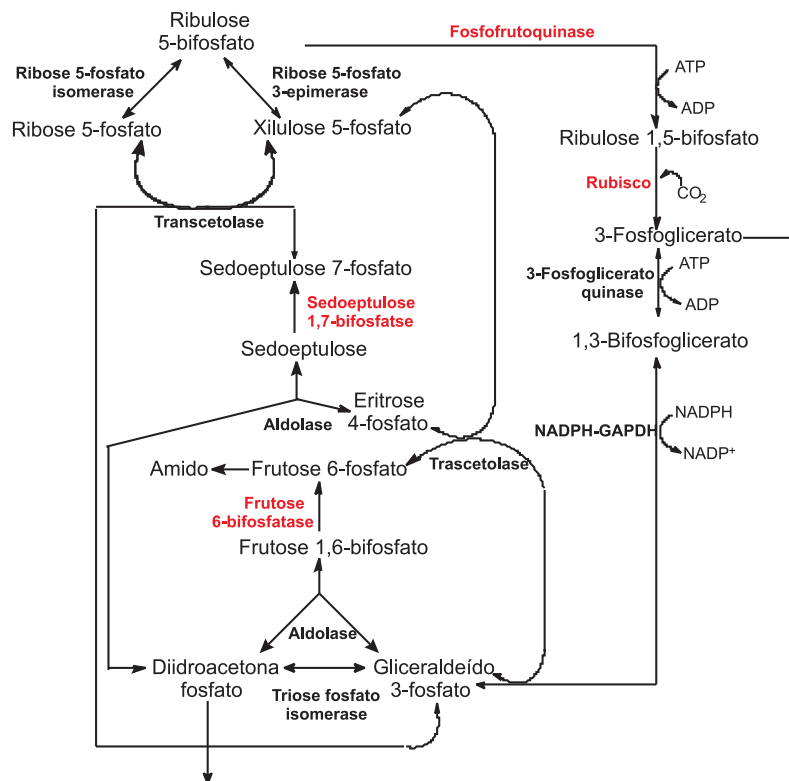 Ribulose
5-bifosfato
Fosfofrutoquinase
Ribose 5-fosfato
isomerase
Ribose 5-fosfato
3-epimerase
ATP
ADP
Ribose 5-fosfato
Xilulose 5-fosfato
Ribulose 1,5-bifosfato
Rubisco
CO2
Transcetolase
3-Fosfoglicerato
Sedoeptulose 7-fosfato
3-Fosfoglicerato
quinase
ATP
ADP
Sedoeptulose
1,7-bifosfatse
Sedoeptulose
1,3-Bifosfoglicerato
Aldolase
Eritrose
4-fosfato
NADPH-GAPDH
NADPH
NADP+
Amido
Frutose 6-fosfato
Trascetolase
Frutose
6-bifosfatase
Frutose 1,6-bifosfato
Aldolase
Diidroacetona
fosfato
Triose fosfato
isomerase
Gliceraldeído
3-fosfato